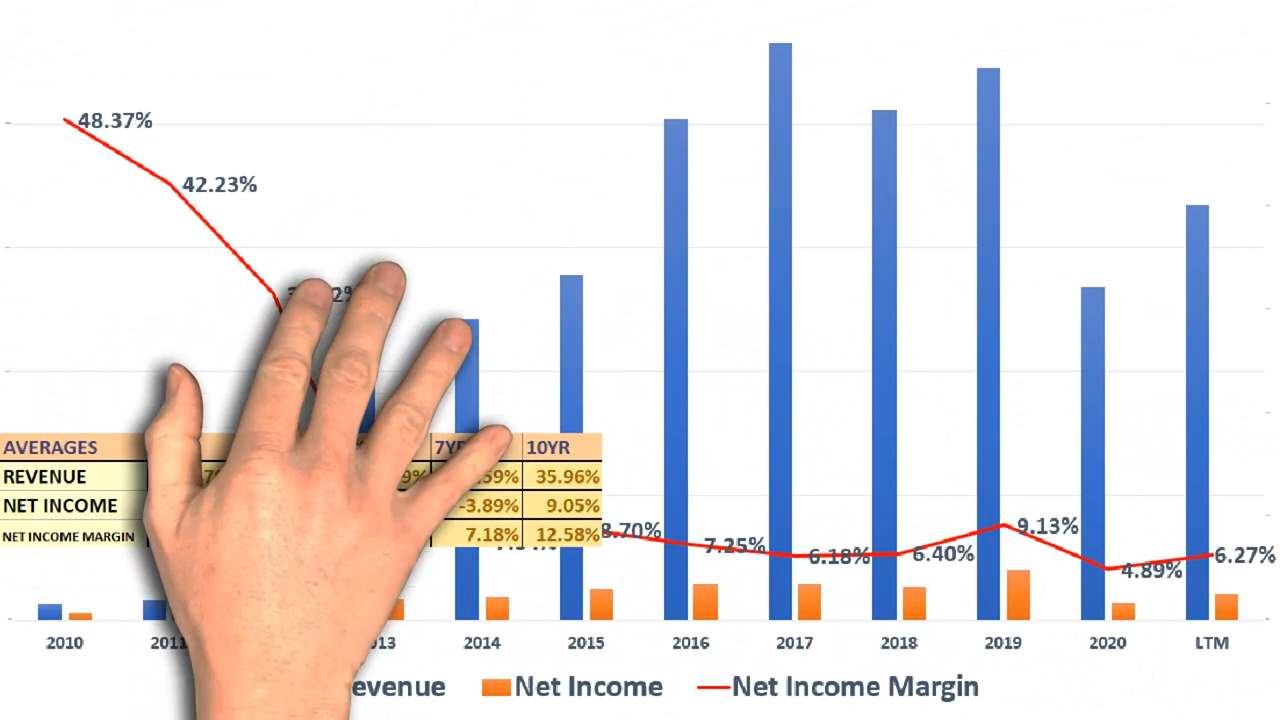 48.37%
42.23%
AVERAGES 10YR
REVENUE 35.96%
NET INCOME -3.89% 9.05%
NET INCOME MARGIN 7.18% 12.58%
8.70% 7.25% 6.18% 6.40% 9.13% 4.89% 6.27%
2010 2014 2015 2016 2017 2018 2019 2020 LTM
Net Income Net Income Margin